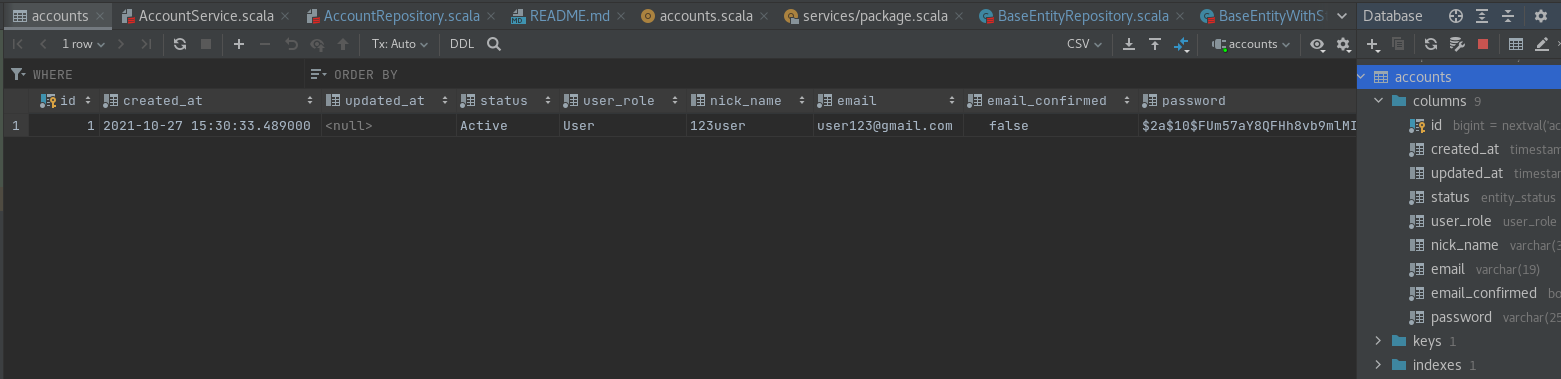 accounts AccountService.scala AccountRepository.scala README.md accounts.scala services/package.scala BaseEntityRepository.scala BaseEntityWithS Database
1 row Tx: Auto DDL CSV accounts
WHERE ORDER BY
accounts
id created_at updated_at status user_role nick_name email email_confirmed password
columns 9
1 1 2021-10-27 15:30:33.489000 <null> Active User 123user user123@gmail.com false $2a$10$FUm57aY8QFHh8vb9mlMI
id bigint = nextval('ac
created_at timestam
updated_at timestam
status entity_status
user_role user_role
nick_name varchar(3
email varchar(19)
email_confirmed bo
password varchar(25
keys 1
indexes 1